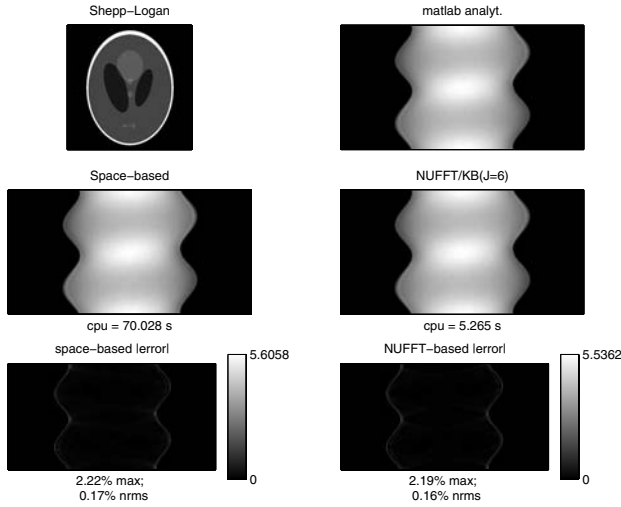 Shepp−Logan
matlab analyt.
Space−based
NUFFT/KB(J=6)
cpu = 70.028 s
cpu = 5.265 s
space−based |error|
5.6058
0
NUFFT−based |error|
5.5362
0
2.22% max;
0.17% nrms
2.19% max;
0.16% nrms